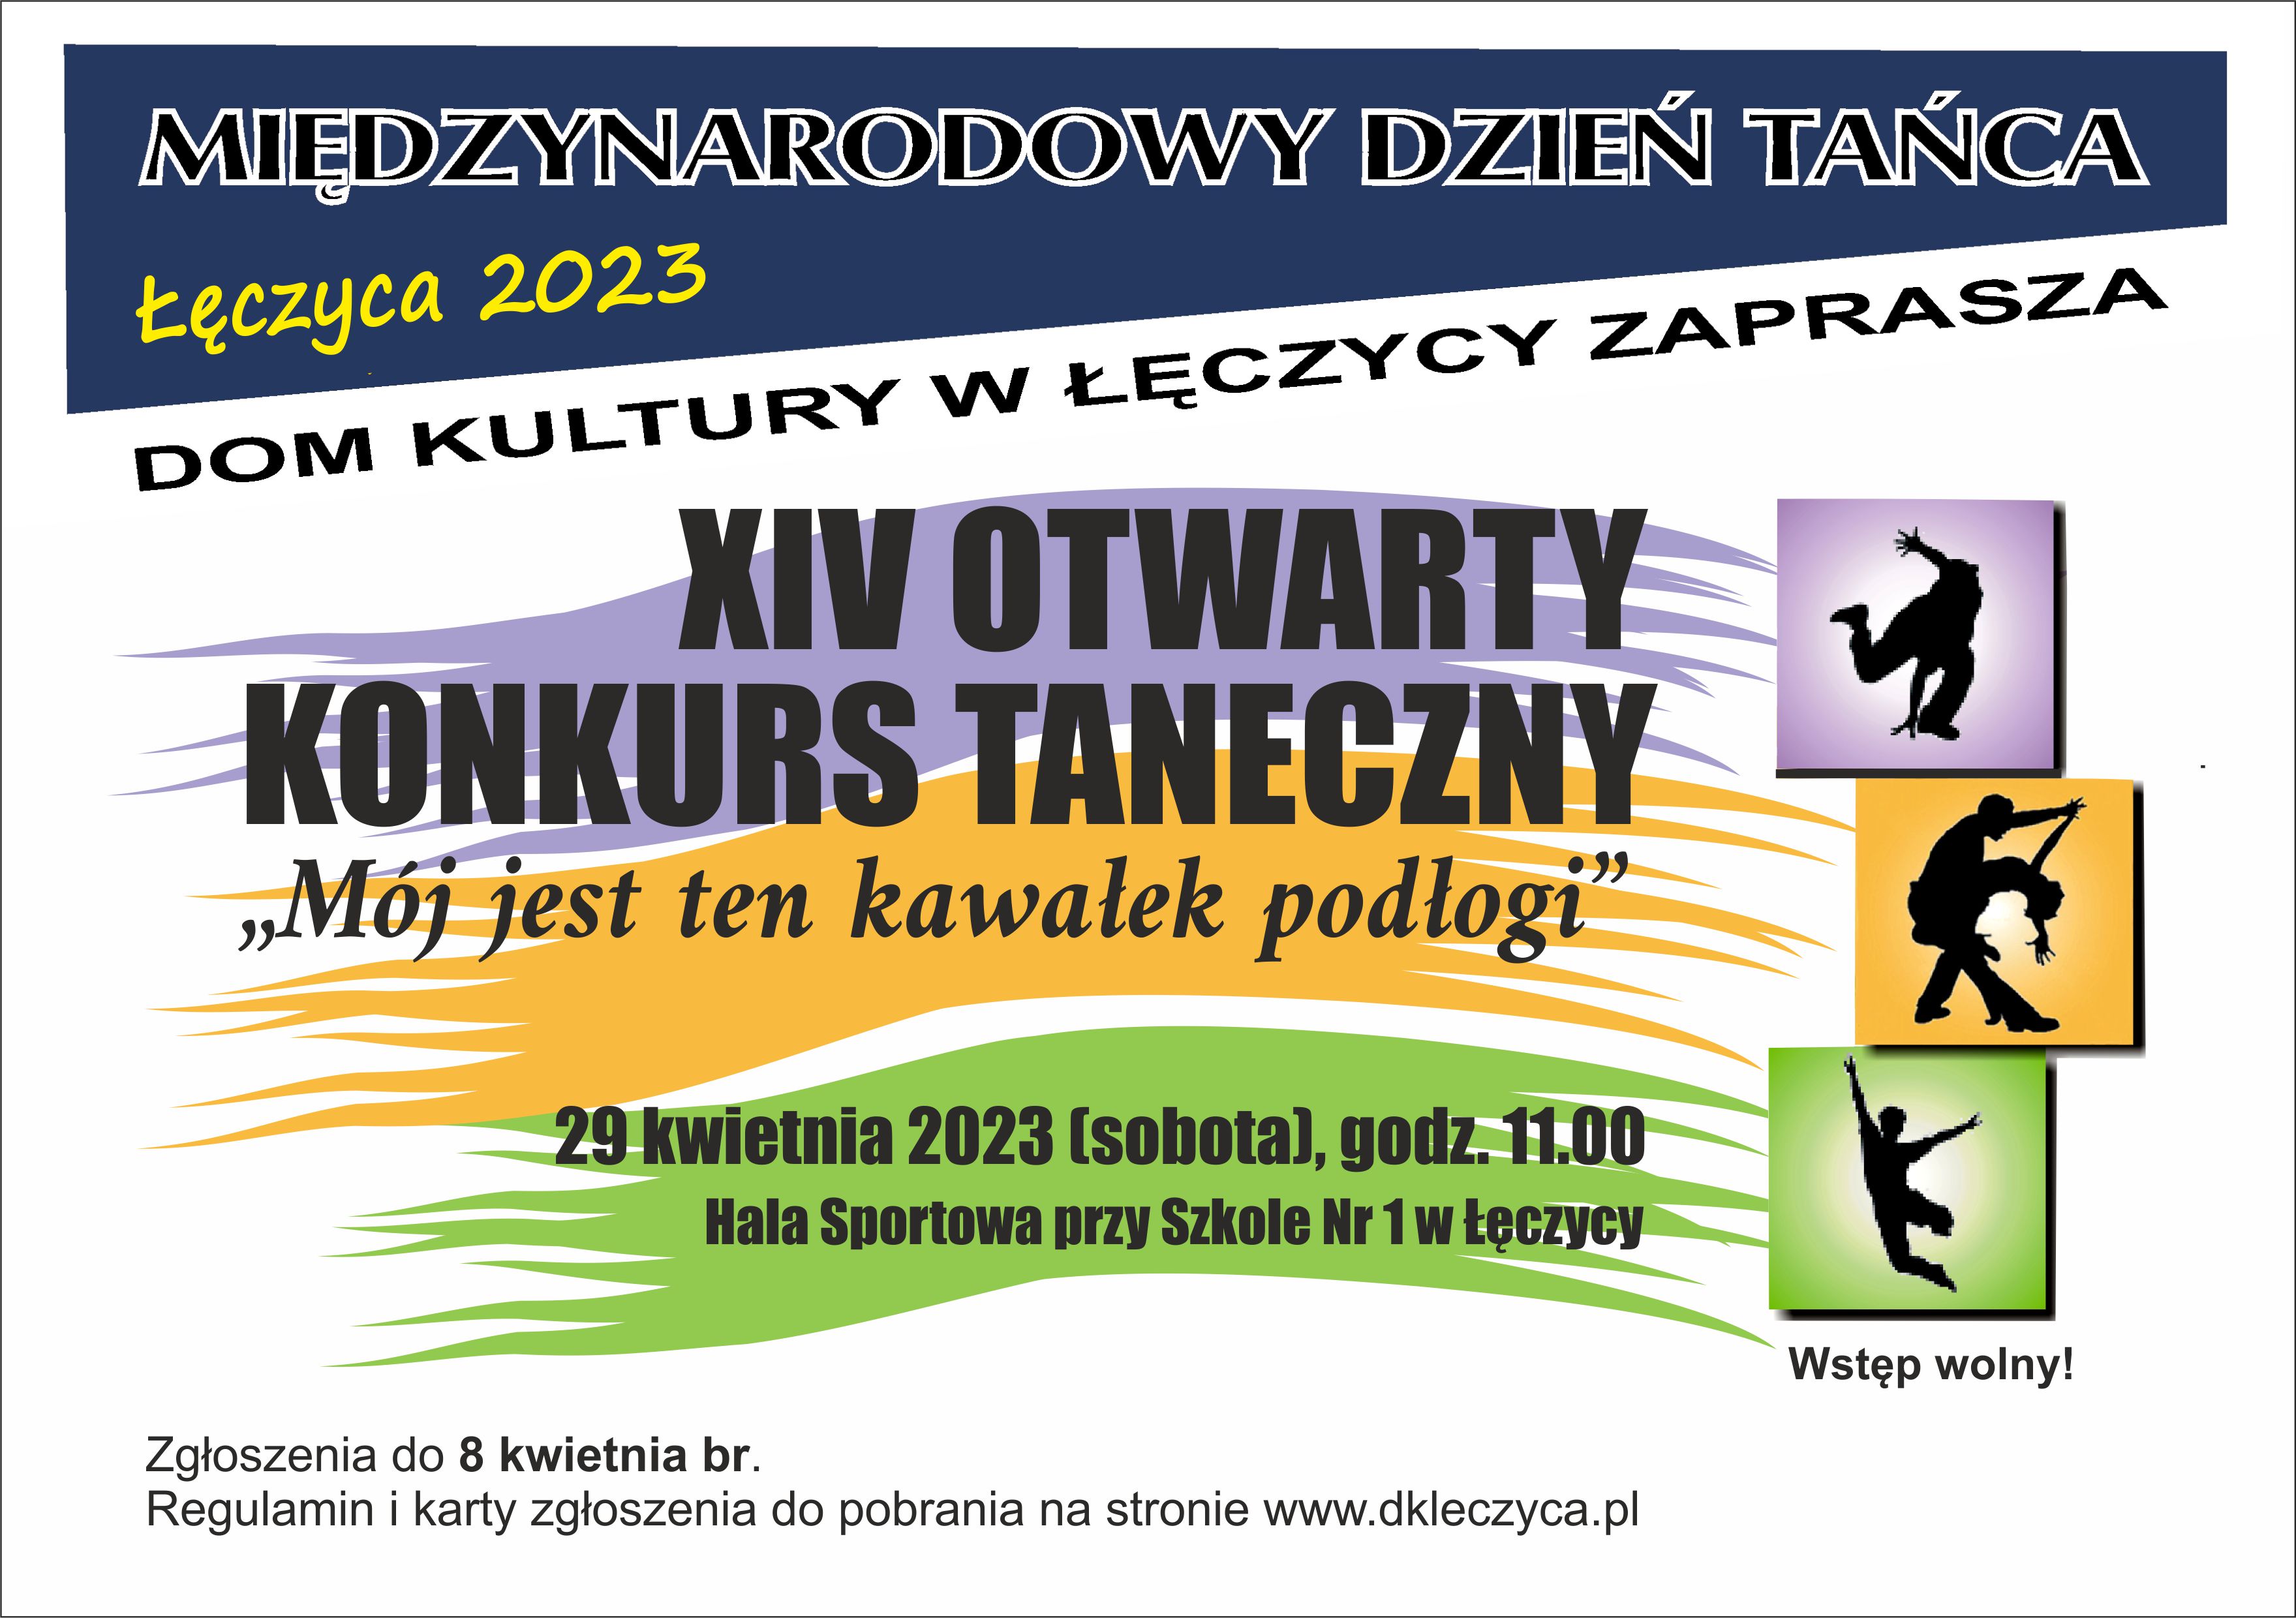 MIĘDZYNARODOWY DZIEŃ TAŃCA
Łęczyca 2023
DOM KULTURY W ŁĘCZYCY ZAPRASZA
XIV OTWARTY
KONKURS TANECZNY
„Mój jest ten kawałek podłogi”
29 kwietnia 2023 (sobota), godz. 11.00
Hala Sportowa przy Szkole Nr 1 w Łęczycy
Wstęp wolny!
Zgłoszenia do 8 kwietnia br.
Regulamin i karty zgłoszenia do pobrania na stronie www.dkleczyca.pl